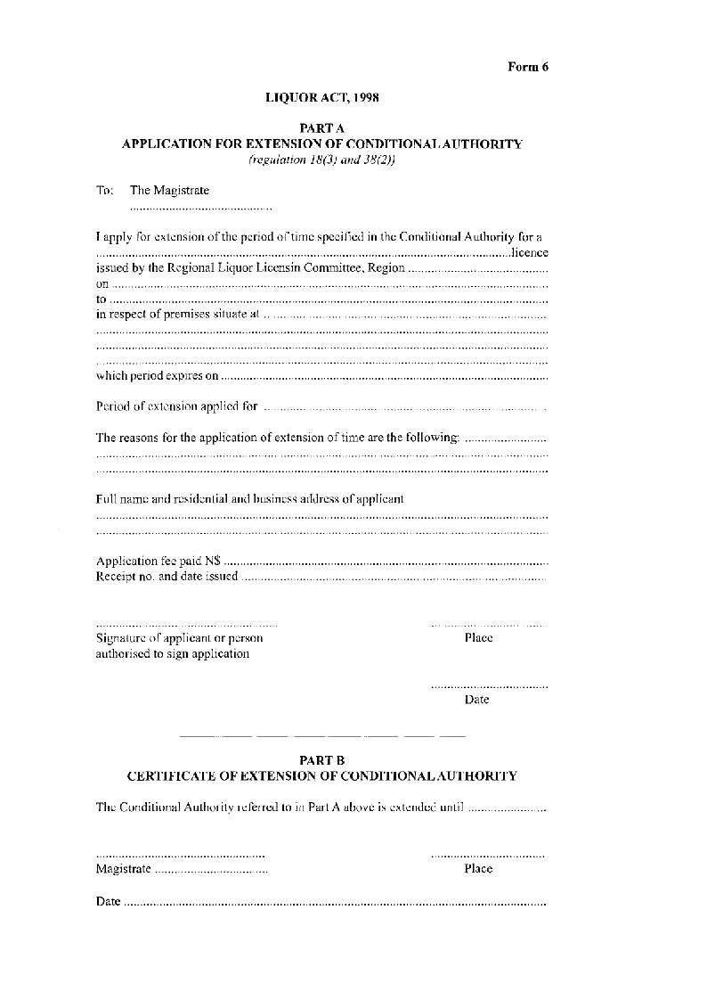 Form 6
LIQUOR ACT, 1998
PART A
APPLICATION FOR EXTENSION OF CONDITIONAL AUTHORITY
(regulation 18(3) and 38(2))
To: The Magistrate
..........................................
I apply for extension of the period of time specified in the Conditional Authority for a
..............................................................................................................................licence
issued by the Regional Liquor Licensin Committee, Region ..........................................
on ....................................................................................................................................
to .....................................................................................................................................
in respect of premises situate at .....................................................................................
.........................................................................................................................................
.........................................................................................................................................
.........................................................................................................................................
which period expires on ...................................................................................................
Period of extension applied for .....................................................................................
The reasons for the application of extension of time are the following: .........................
.........................................................................................................................................
.........................................................................................................................................
Full name and residential and business address of applicant
.........................................................................................................................................
.........................................................................................................................................
Application fee paid N$ ..................................................................................................
Receipt no. and date issued ............................................................................................
....................................................... ...................................
Signature of applicant or person Place
authorised to sign application
....................................
Date
PART B
CERTIFICATE OF EXTENSION OF CONDITIONAL AUTHORITY
The Conditional Authority referred to in Part A above is extended until ........................
.................................................... ...................................
Magistrate .................................. Place
Date .................................................................................................................................